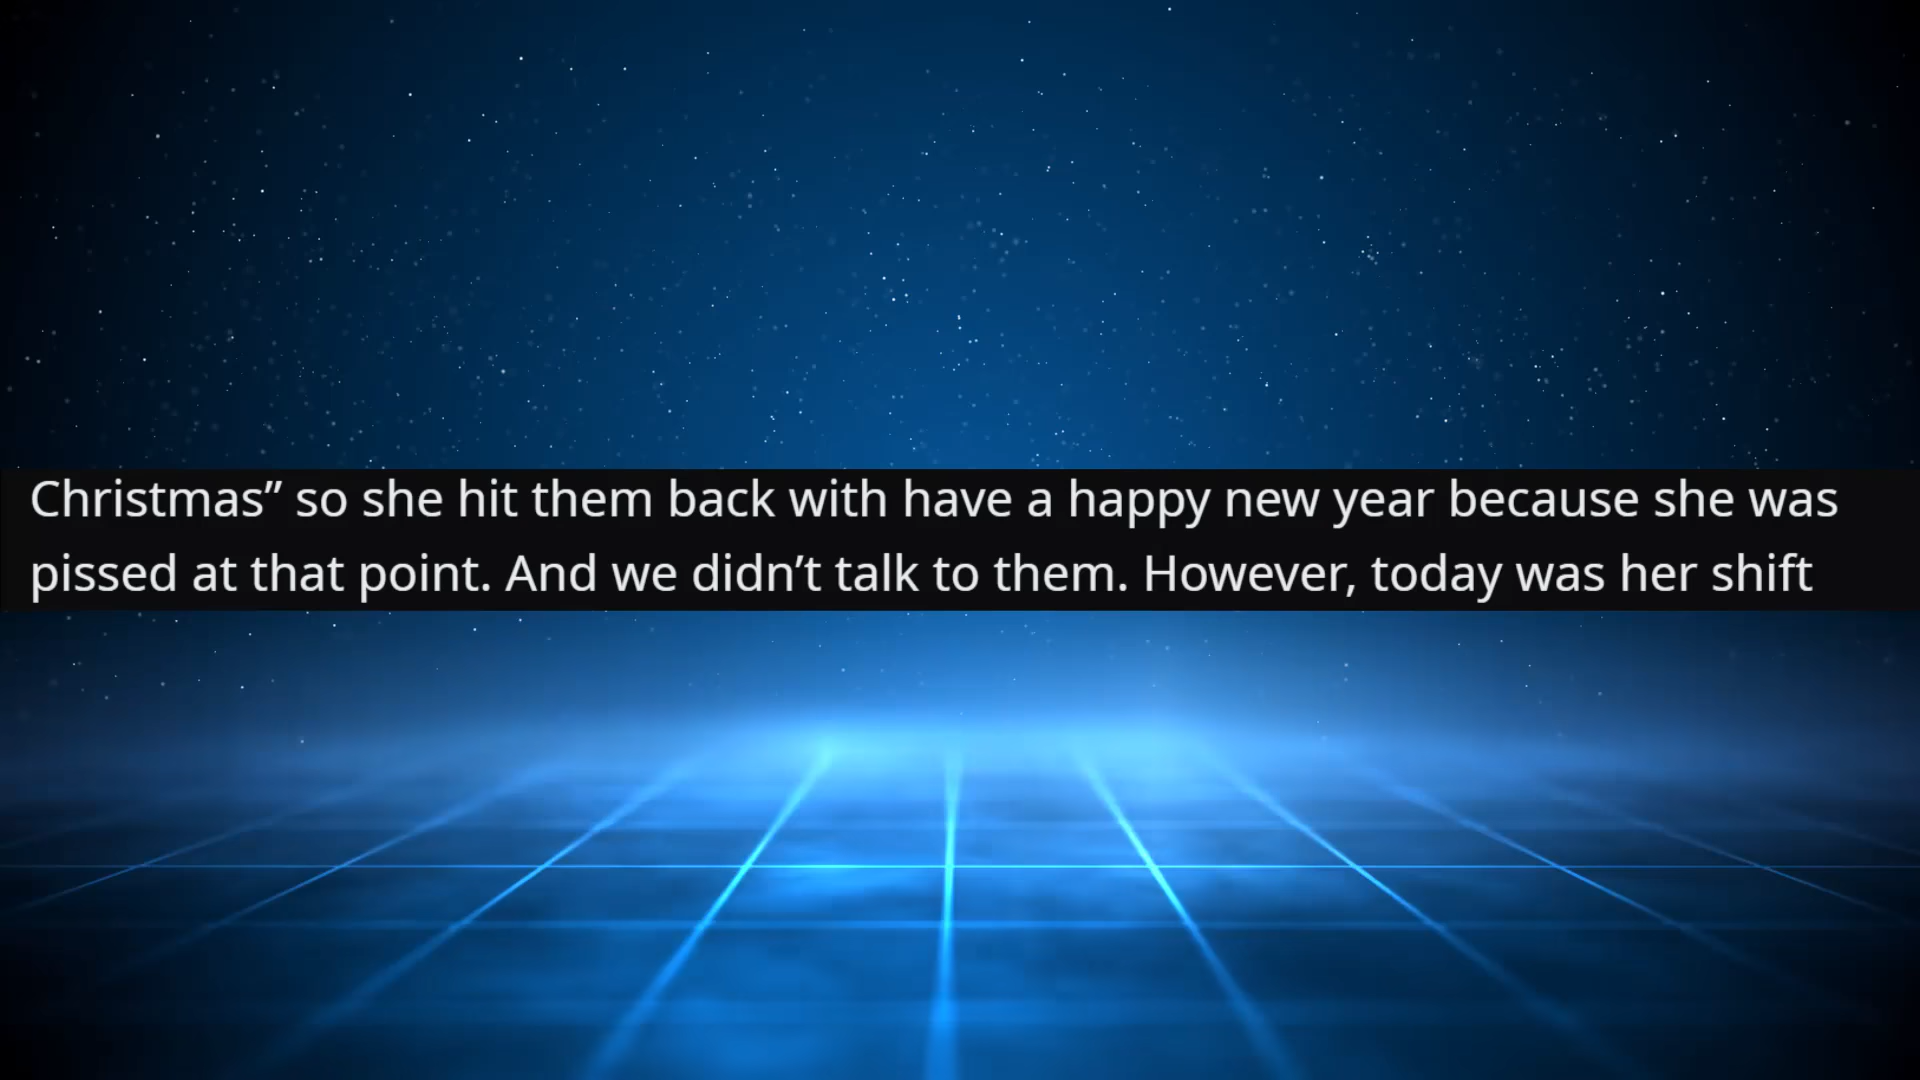 Christmas” so she hit them back with have a happy new year because she was
pissed at that point. And we didn’t talk to them. However, today was her shift